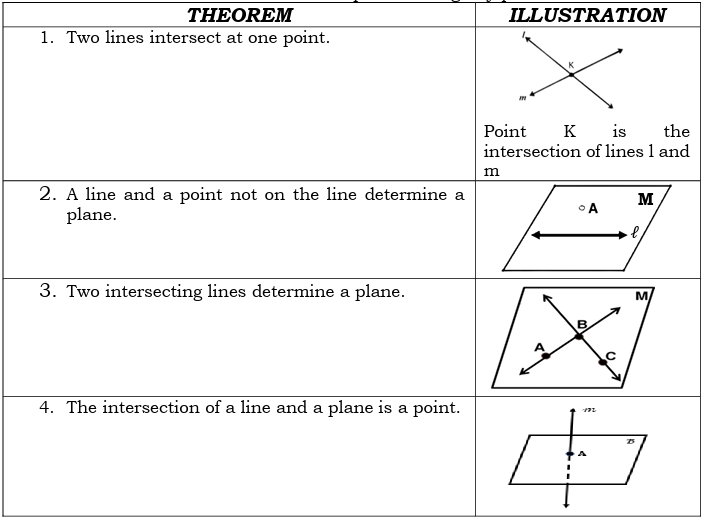 THEOREM ILLUSTRATION
1. Two lines intersect at one point.
l
K
m
Point K is the
intersection of lines l and
m
2. A line and a point not on the line determine a
plane.
A M
ℓ
3. Two intersecting lines determine a plane.
M
B
A
C
4. The intersection of a line and a plane is a point.
m
A